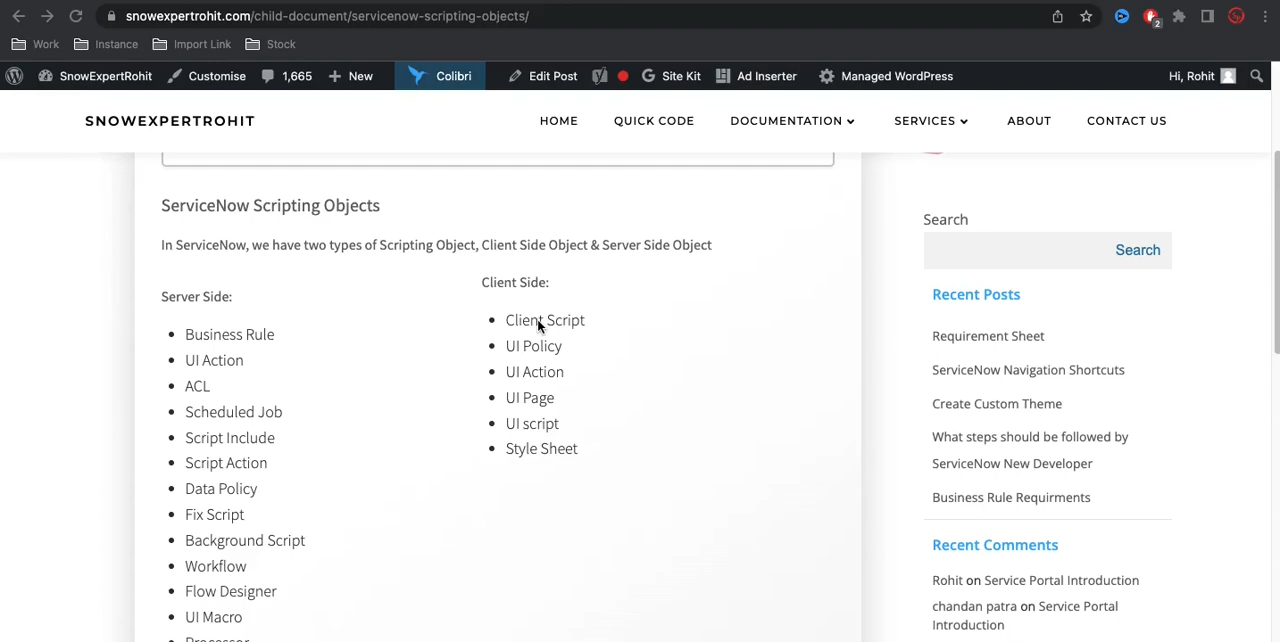 snowexpertrohit.com/child-document/servicenow-scripting-objects/
2
Work Instance Import Link Stock
SnowExpertRohit Customise 1,665 New Colibri Edit Post Site Kit Ad Inserter Managed WordPress Hi, Rohit
SNOWEXPERTROHIT
HOME QUICK CODE DOCUMENTATION SERVICES ABOUT CONTACT US
ServiceNow Scripting Objects
In ServiceNow, we have two types of Scripting Object, Client Side Object & Server Side Object
Server Side:
Business Rule
UI Action
ACL
Scheduled Job
Script Include
Script Action
Data Policy
Fix Script
Background Script
Workflow
Flow Designer
UI Macro
Processor
Client Side:
Client Script
UI Policy
UI Action
UI Page
UI script
Style Sheet
Search
Search
Recent Posts
Requirement Sheet
ServiceNow Navigation Shortcuts
Create Custom Theme
What steps should be followed by
ServiceNow New Developer
Business Rule Requirments
Recent Comments
Rohit on Service Portal Introduction
chandan patra on Service Portal
Introduction